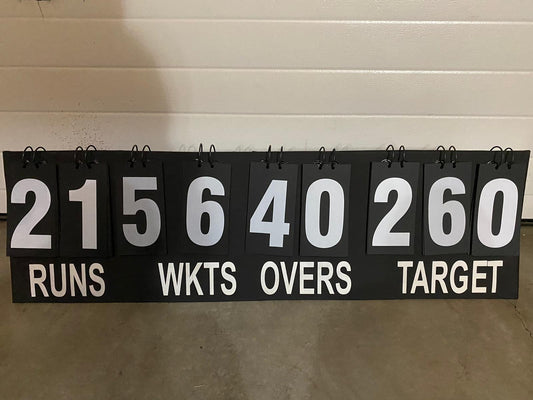 215 6 40 260
RUNS WKTS OVERS TARGET